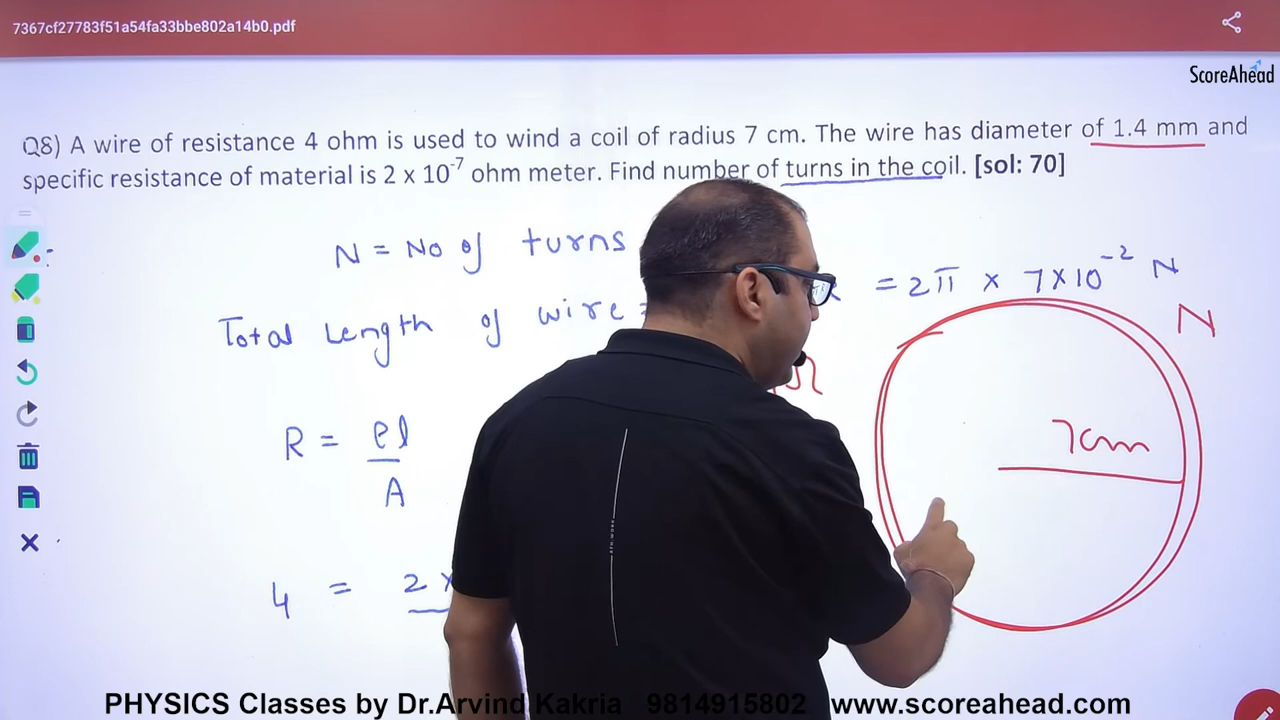 7367cf27783f51a54fa33bbe802a14b0.pdf
ScoreAhead
Q8) A wire of resistance 4 ohm is used to wind a coil of radius 7 cm. The wire has diameter of 1.4 mm and
specific resistance of material is 2 x 10⁻⁷ ohm meter. Find number of turns in the coil. [sol: 70]
N = No of turns
= 2π × 7×10⁻² N
Total Length of wire =
N
Ω
R = ρl
A
7cm
4 = 2 ×
PHYSICS Classes by Dr.Arvind Kakria 9814915802 www.scoreahead.com